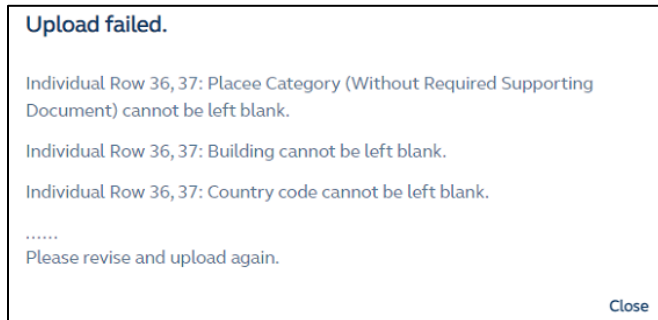 Upload failed.
Individual Row 36, 37: Placee Category (Without Required Supporting
Document) cannot be left blank.
Individual Row 36, 37: Building cannot be left blank.
Individual Row 36, 37: Country code cannot be left blank.
......
Please revise and upload again.
Close